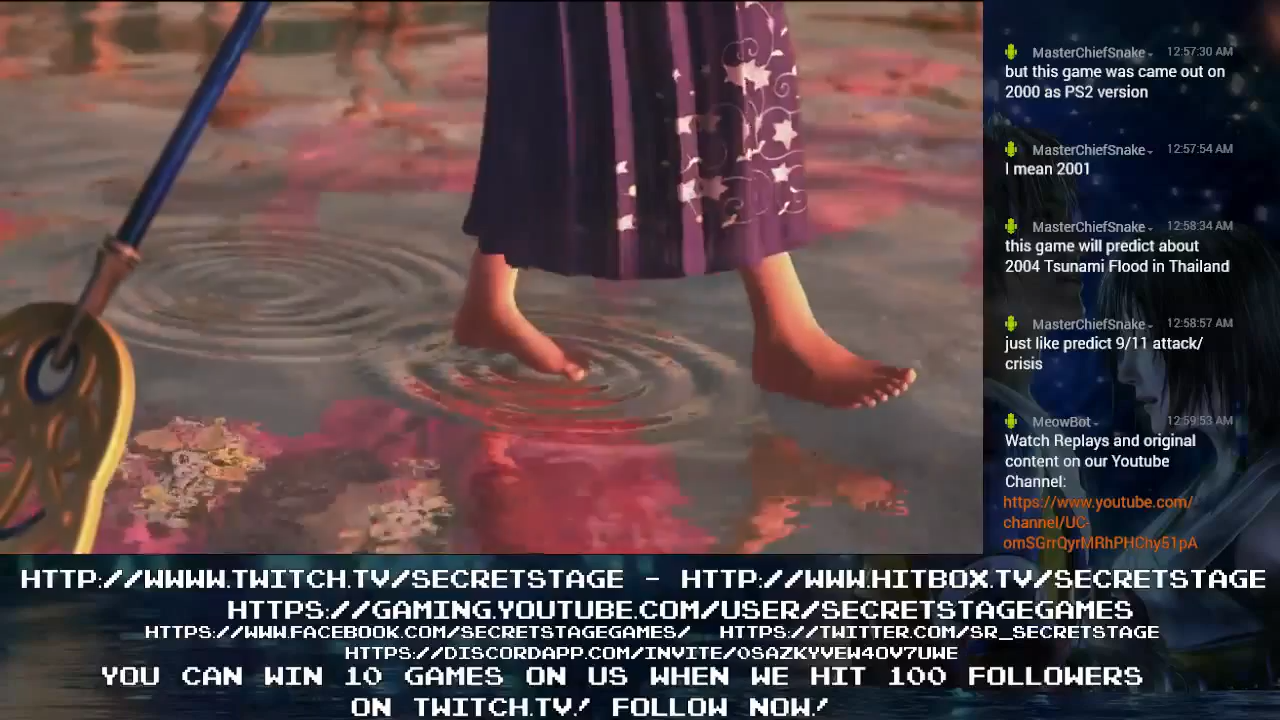 MasterChiefSnake 12:57:30 AM
but this game was came out on
2000 as PS2 version
MasterChiefSnake 12:57:54 AM
I mean 2001
MasterChiefSnake 12:58:34 AM
this game will predict about
2004 Tsunami Flood in Thailand
MasterChiefSnake 12:58:57 AM
just like predict 9/11 attack/
crisis
MeowBot 12:59:53 AM
Watch Replays and original
content on our Youtube
Channel:
https://www.youtube.com/
channel/UC-
omSGrrQyrMRhPHChy51pA
HTTP://WWWW.TWITCH.TV/SECRETSTAGE - HTTP://WWW.HITBOX.TV/SECRETSTAGE
HTTPS://GAMING.YOUTUBE.COM/USER/SECRETSTAGEGAMES
HTTPS://WWW.FACEBOOK.COM/SECRETSTAGEGAMES/ HTTPS://TWITTER.COM/SR_SECRETSTAGE
HTTPS://DISCORDAPP.COM/INVITE/0SAZKYVEW4OV7UWE
YOU CAN WIN 10 GAMES ON US WHEN WE HIT 100 FOLLOWERS
ON TWITCH.TV! FOLLOW NOW!